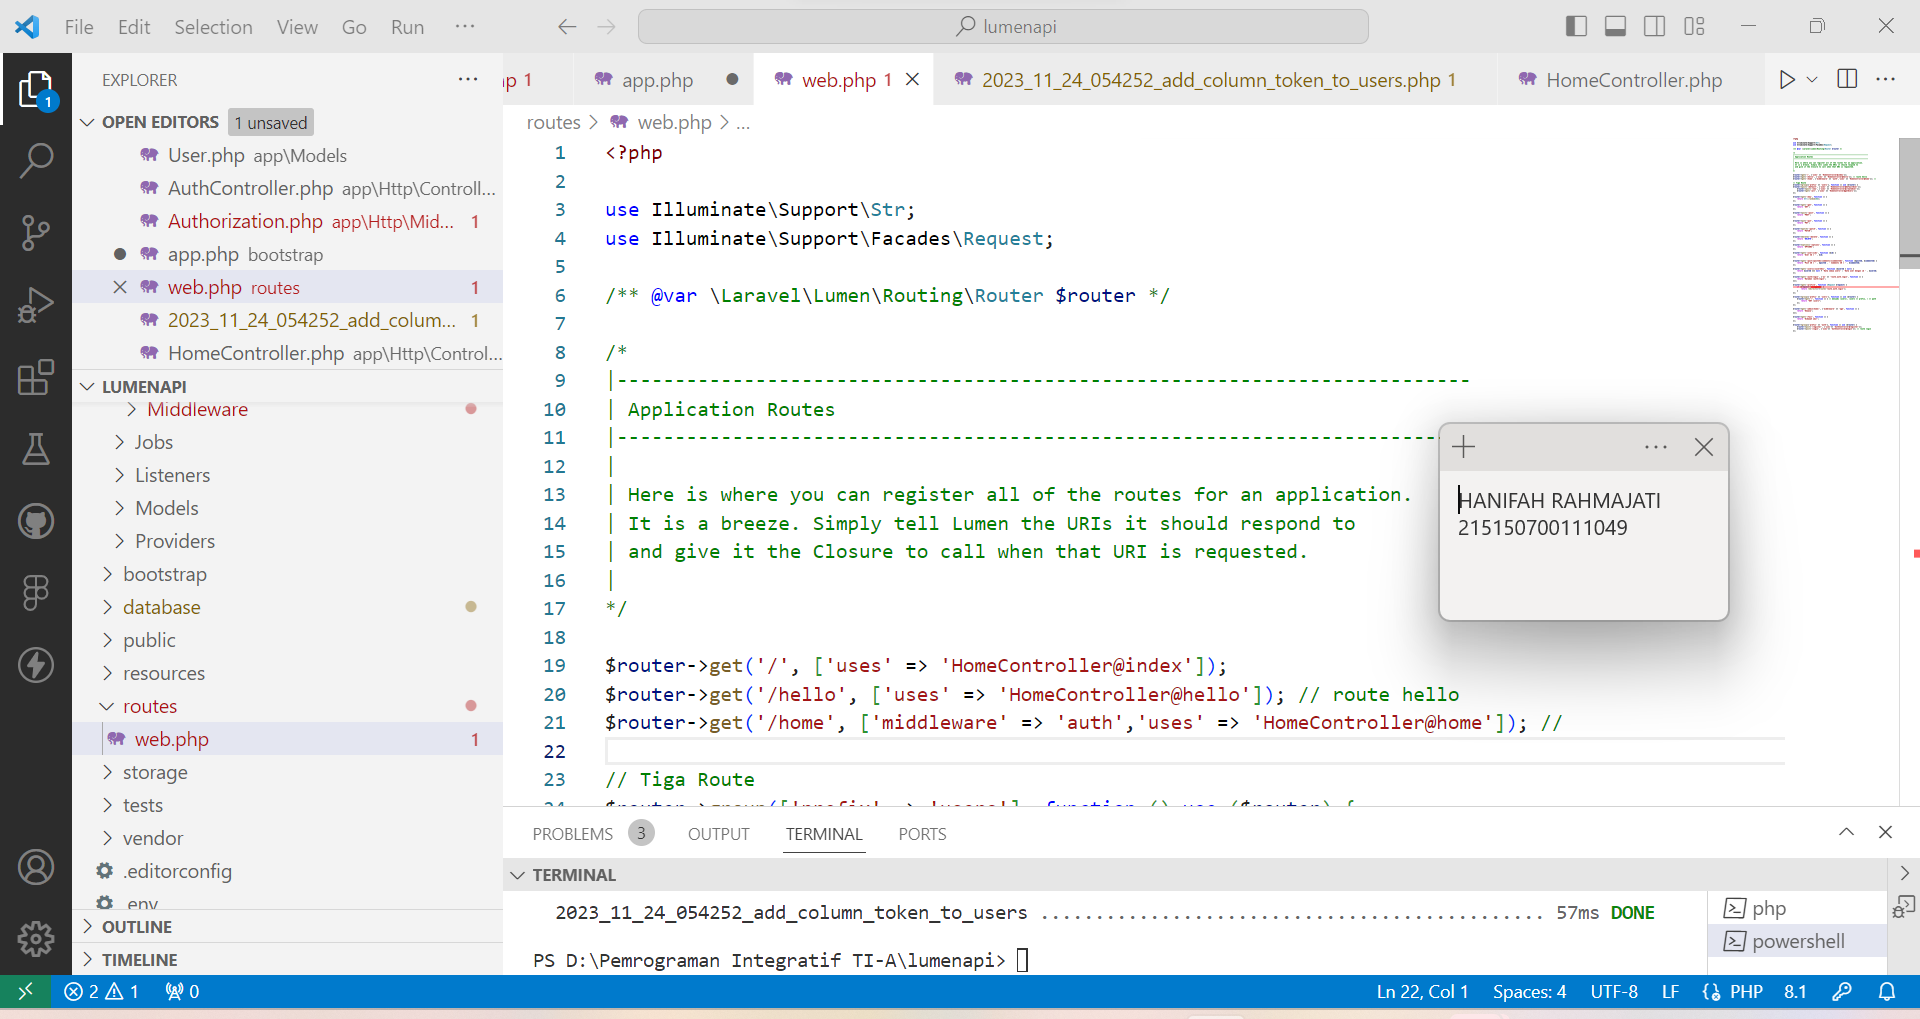 File Edit Selection View Go Run ··· lumenapi
EXPLORER ···
OPEN EDITORS 1 unsaved
User.php app\Models
AuthController.php app\Http\Controll...
Authorization.php app\Http\Mid... 1
app.php bootstrap
web.php routes 1
2023_11_24_054252_add_colum... 1
HomeController.php app\Http\Control...
LUMENAPI
Middleware
Jobs
Listeners
Models
Providers
bootstrap
database
public
resources
routes
web.php 1
storage
tests
vendor
.editorconfig
.env
OUTLINE
TIMELINE
p 1 app.php web.php 1 2023_11_24_054252_add_column_token_to_users.php 1 HomeController.php ···
routes > web.php > ...
1 <?php
2
3 use Illuminate\Support\Str;
4 use Illuminate\Support\Facades\Request;
5
6 /** @var \Laravel\Lumen\Routing\Router $router */
7
8 /*
9 |--------------------------------------------------------------------------
10 | Application Routes
11 |--------------------------------------------------------------------------
12 |
13 | Here is where you can register all of the routes for an application.
14 | It is a breeze. Simply tell Lumen the URIs it should respond to
15 | and give it the Closure to call when that URI is requested.
16 |
17 */
18
19 $router->get('/', ['uses' => 'HomeController@index']);
20 $router->get('/hello', ['uses' => 'HomeController@hello']); // route hello
21 $router->get('/home', ['middleware' => 'auth','uses' => 'HomeController@home']); //
22
23 // Tiga Route
24 $router->group(['prefix' => 'users'], function () use ($router) {
HANIFAH RAHMAJATI
215150700111049
PROBLEMS 3 OUTPUT TERMINAL PORTS
TERMINAL
2023_11_24_054252_add_column_token_to_users ............................................... 57ms DONE
PS D:\Pemrograman Integratif TI-A\lumenapi>
php
powershell
2 1 0 Ln 22, Col 1 Spaces: 4 UTF-8 LF PHP 8.1